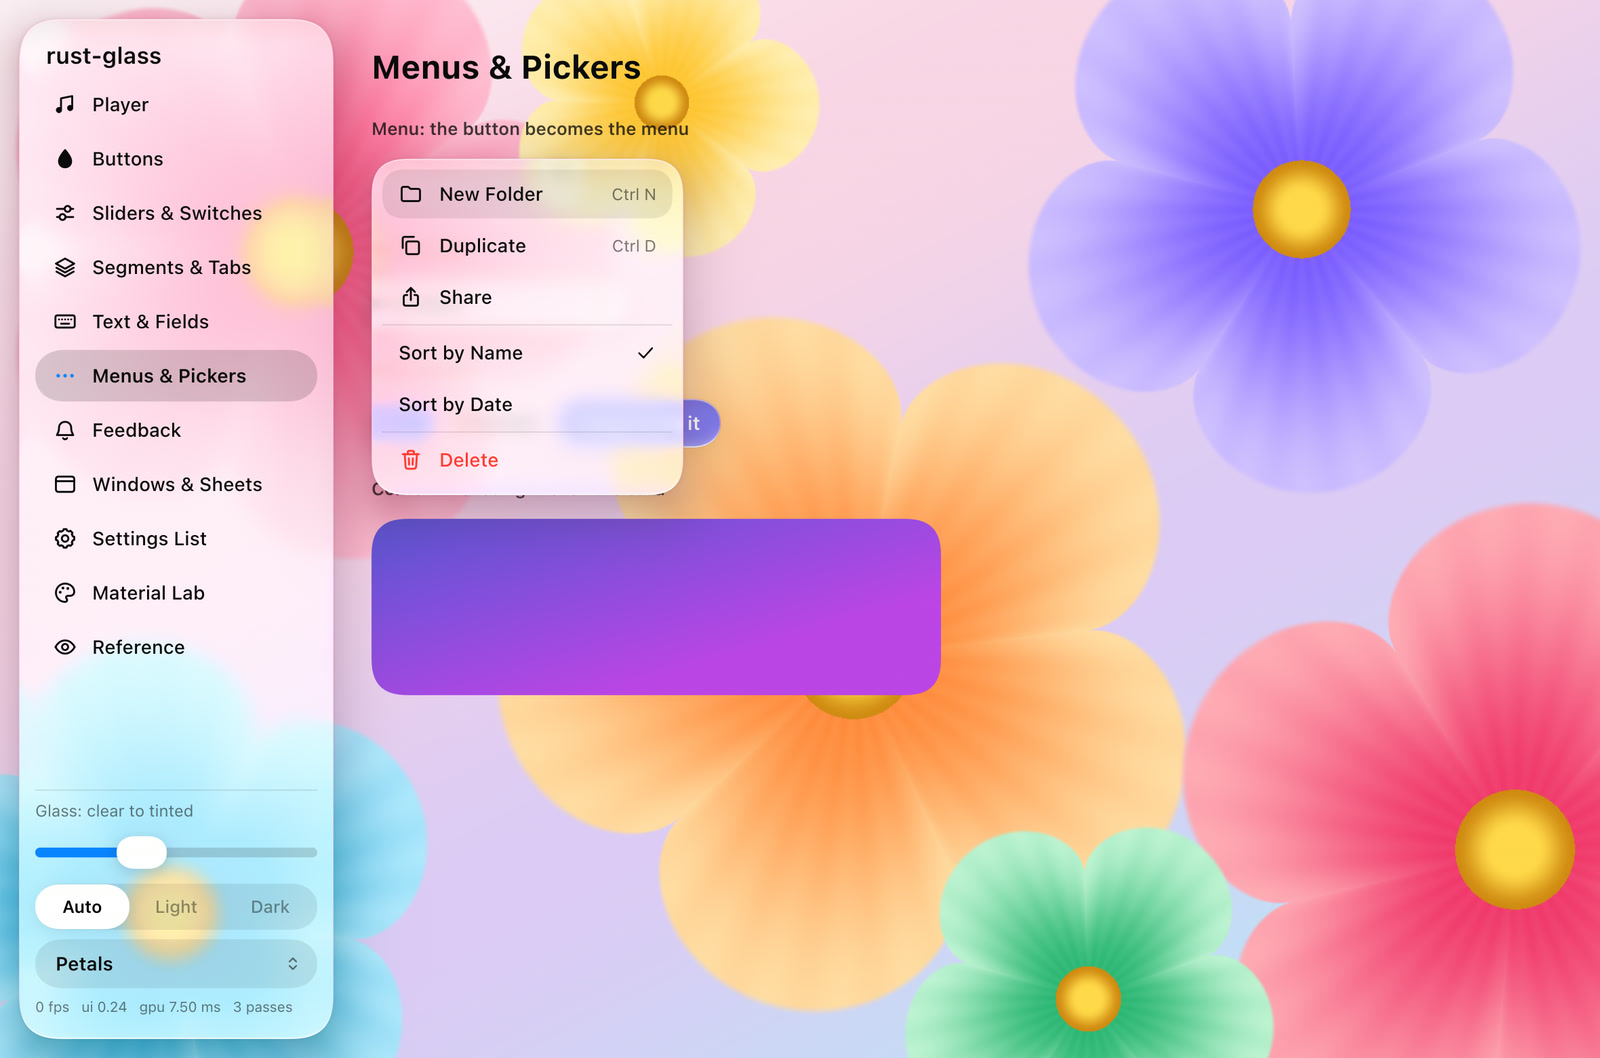 rust-glass
Player
Buttons
Sliders & Switches
Segments & Tabs
Text & Fields
Menus & Pickers
Feedback
Windows & Sheets
Settings List
Material Lab
Reference
Glass: clear to tinted
Auto Light Dark
Petals
0 fps ui 0.24 gpu 7.50 ms 3 passes
Menus & Pickers
Menu: the button becomes the menu
New Folder Ctrl N
Duplicate Ctrl D
Share
Sort by Name
Sort by Date
it
Delete